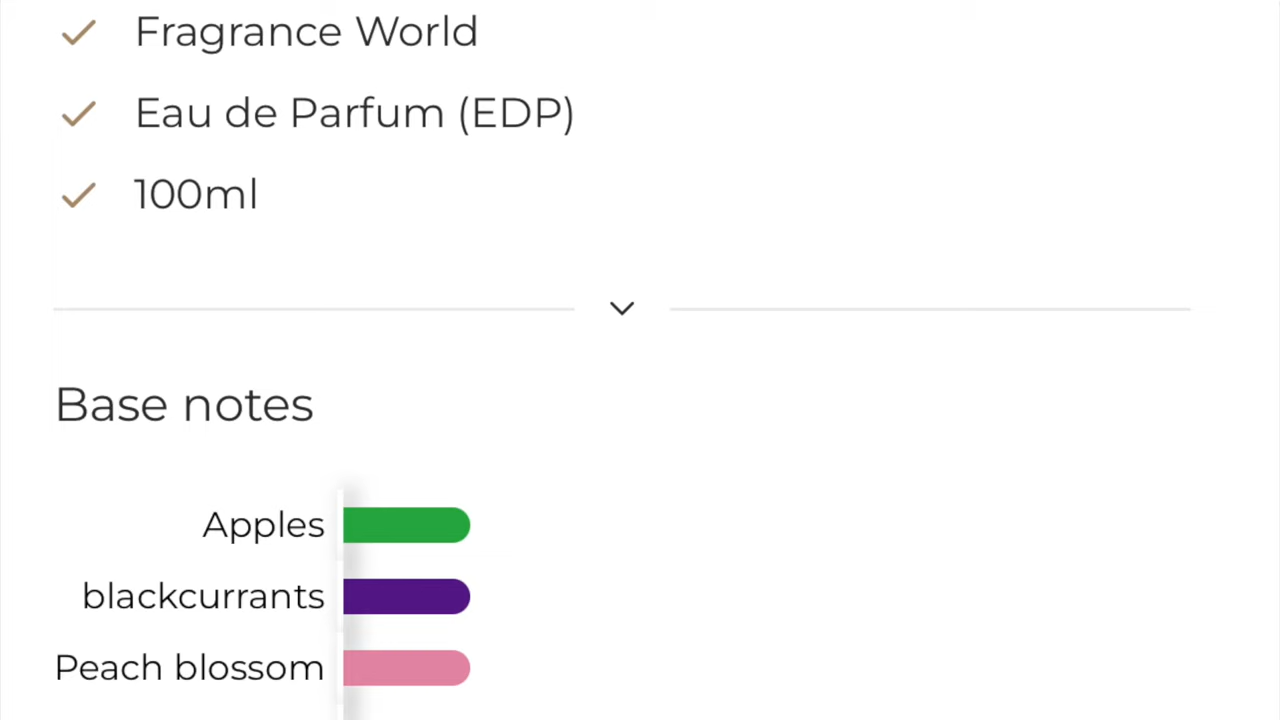 Fragrance World
Eau de Parfum (EDP)
100ml
Base notes
Apples
blackcurrants
Peach blossom